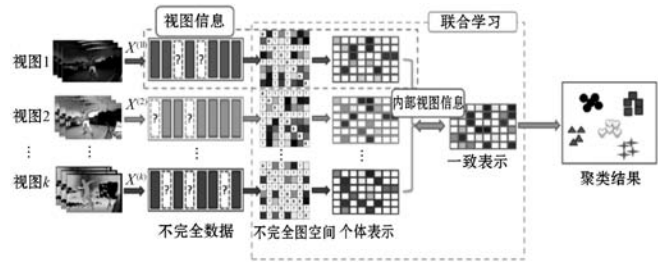 视图信息
联合学习
视图1
X(1)
? ?
视图2
X(2)
? ?
内部视图信息
一致表示
视图k
X(k)
? ?
不完全数据
不完全图空间
个体表示
聚类结果